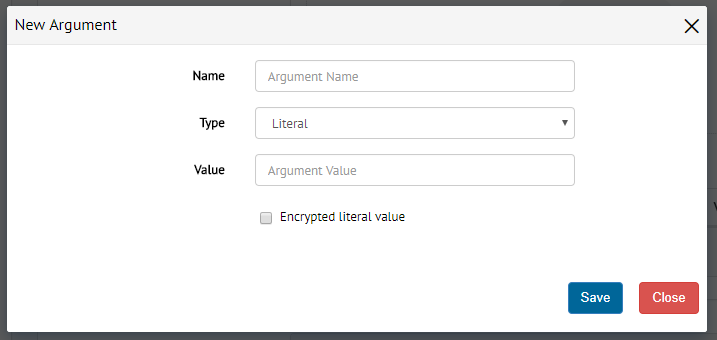 New Argument
Name Argument Name
Type Literal
Value Argument Value
Encrypted literal value
Save Close